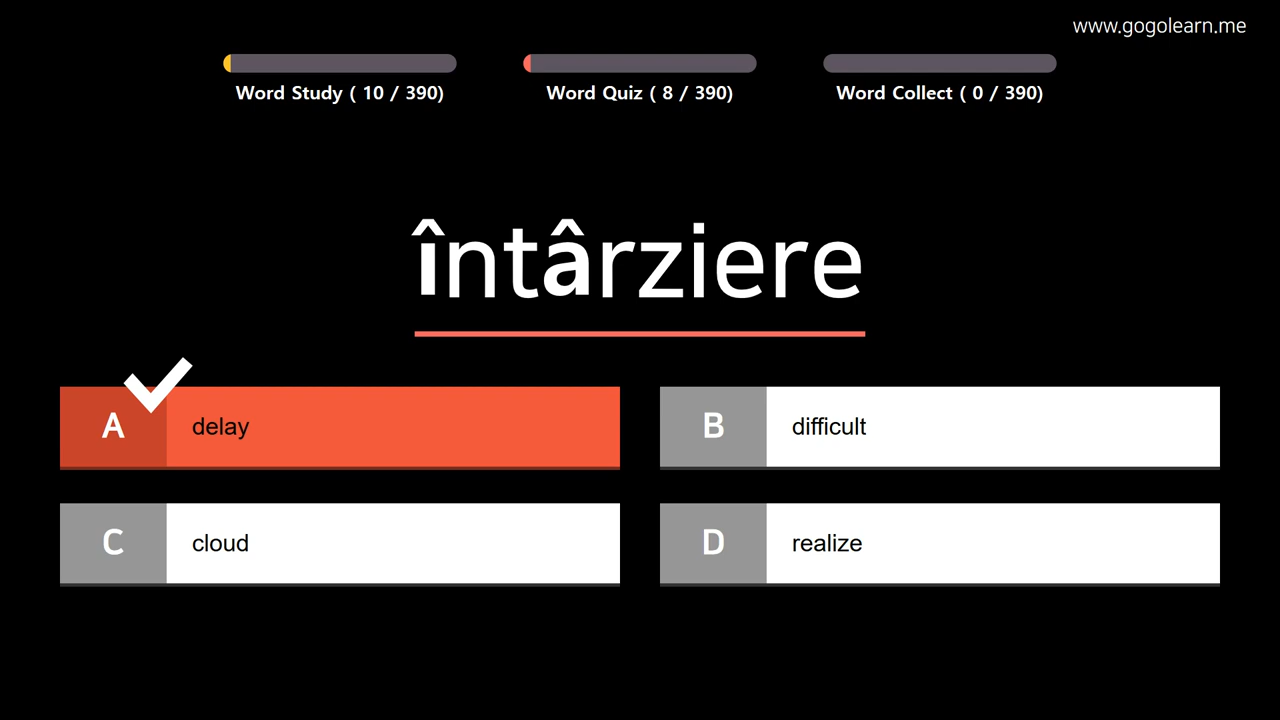 www.gogolearn.me
Word Study ( 10 / 390)
Word Quiz ( 8 / 390)
Word Collect ( 0 / 390)
întârziere
A delay
B difficult
C cloud
D realize